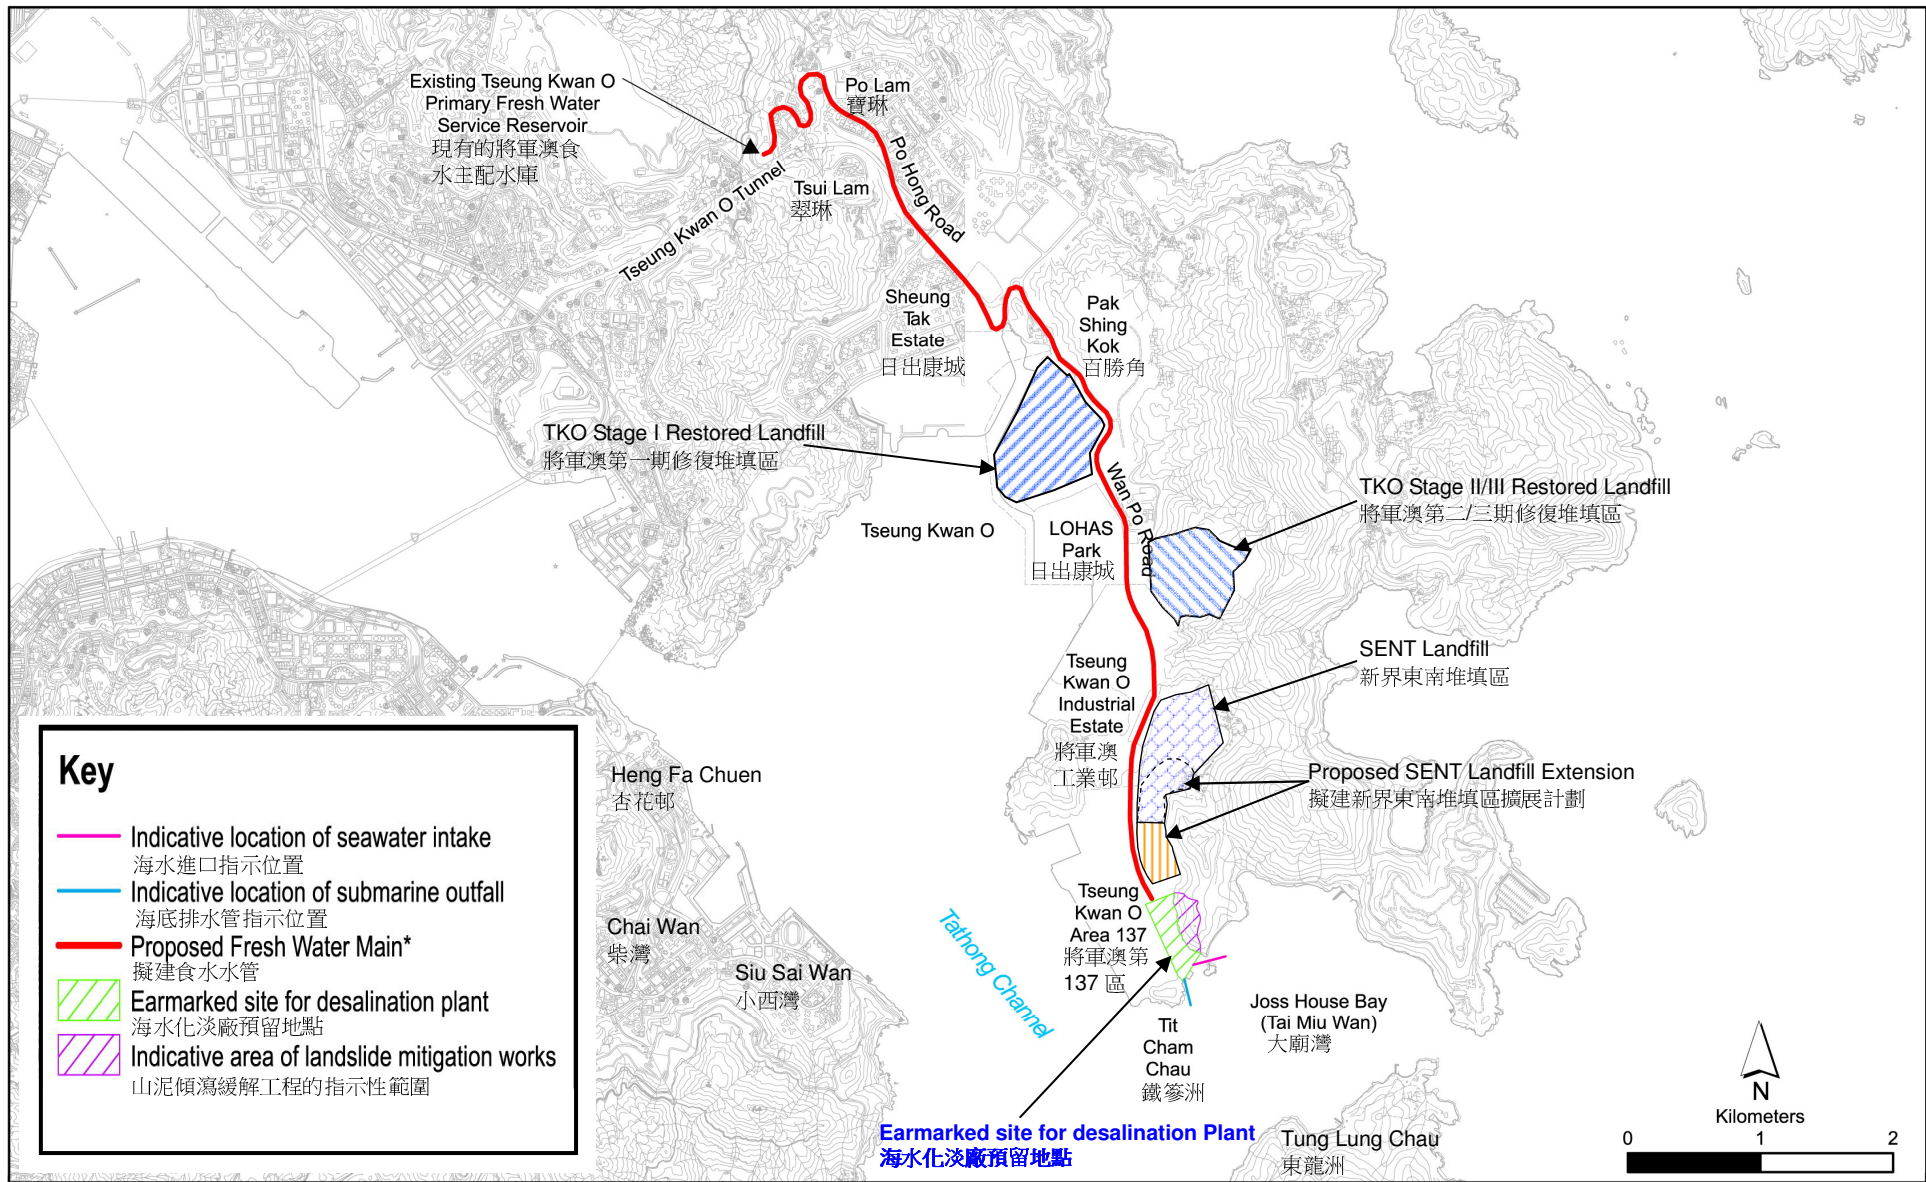 Existing Tseung Kwan O
Primary Fresh Water
Service Reservoir
現有的將軍澳食
水主配水庫
Po Lam
寶琳
Po Hong Road
Tsui Lam
翠琳
Tseung Kwan O Tunnel
Sheung
Tak
Estate
日出康城
Pak
Shing
Kok
百勝角
TKO Stage I Restored Landfill
將軍澳第一期修復堆填區
Wan Po Road
TKO Stage II/III Restored Landfill
將軍澳第二/三期修復堆填區
Tseung Kwan O
LOHAS
Park
日出康城
SENT Landfill
新界東南堆填區
Tseung
Kwan O
Industrial
Estate
將軍澳
工業邨
Proposed SENT Landfill Extension
擬建新界東南堆填區擴展計劃
Heng Fa Chuen
杏花邨
Chai Wan
柴灣
Siu Sai Wan
小西灣
Tathong Channel
Tseung
Kwan O
Area 137
將軍澳第
137 區
Joss House Bay
(Tai Miu Wan)
大廟灣
Tit
Cham
Chau
鐵篸洲
Earmarked site for desalination Plant
海水化淡廠預留地點
Tung Lung Chau
東龍洲
N
Kilometers
0 1 2
Key
Indicative location of seawater intake
海水進口指示位置
Indicative location of submarine outfall
海底排水管指示位置
Proposed Fresh Water Main*
擬建食水水管
Earmarked site for desalination plant
海水化淡廠預留地點
Indicative area of landslide mitigation works
山泥傾瀉緩解工程的指示性範圍